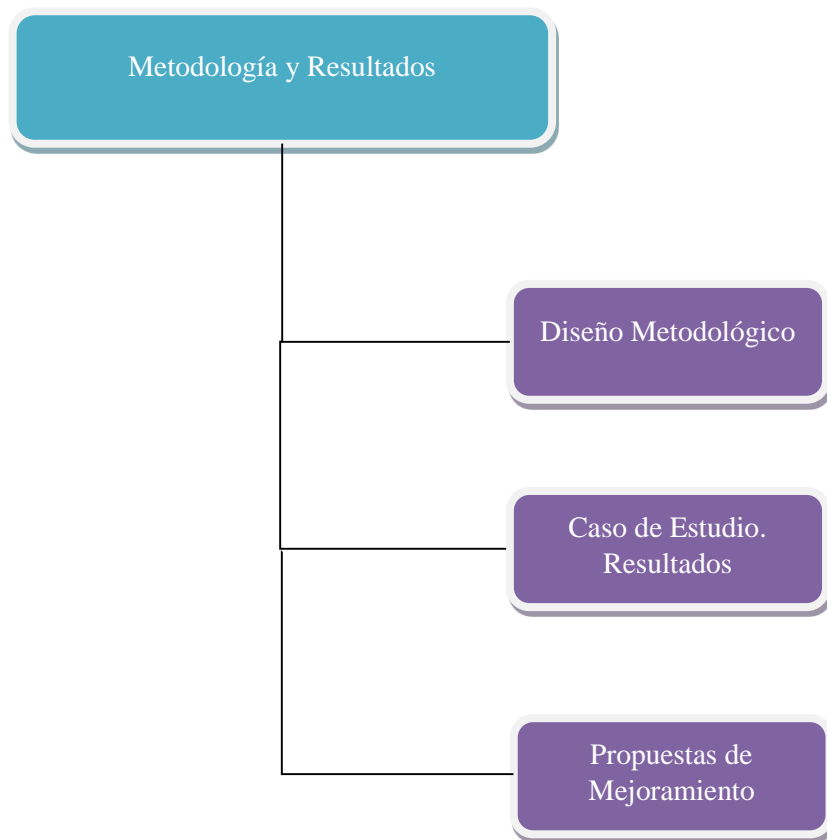 Metodología y Resultados
Diseño Metodológico
Caso de Estudio.
Resultados
Propuestas de
Mejoramiento